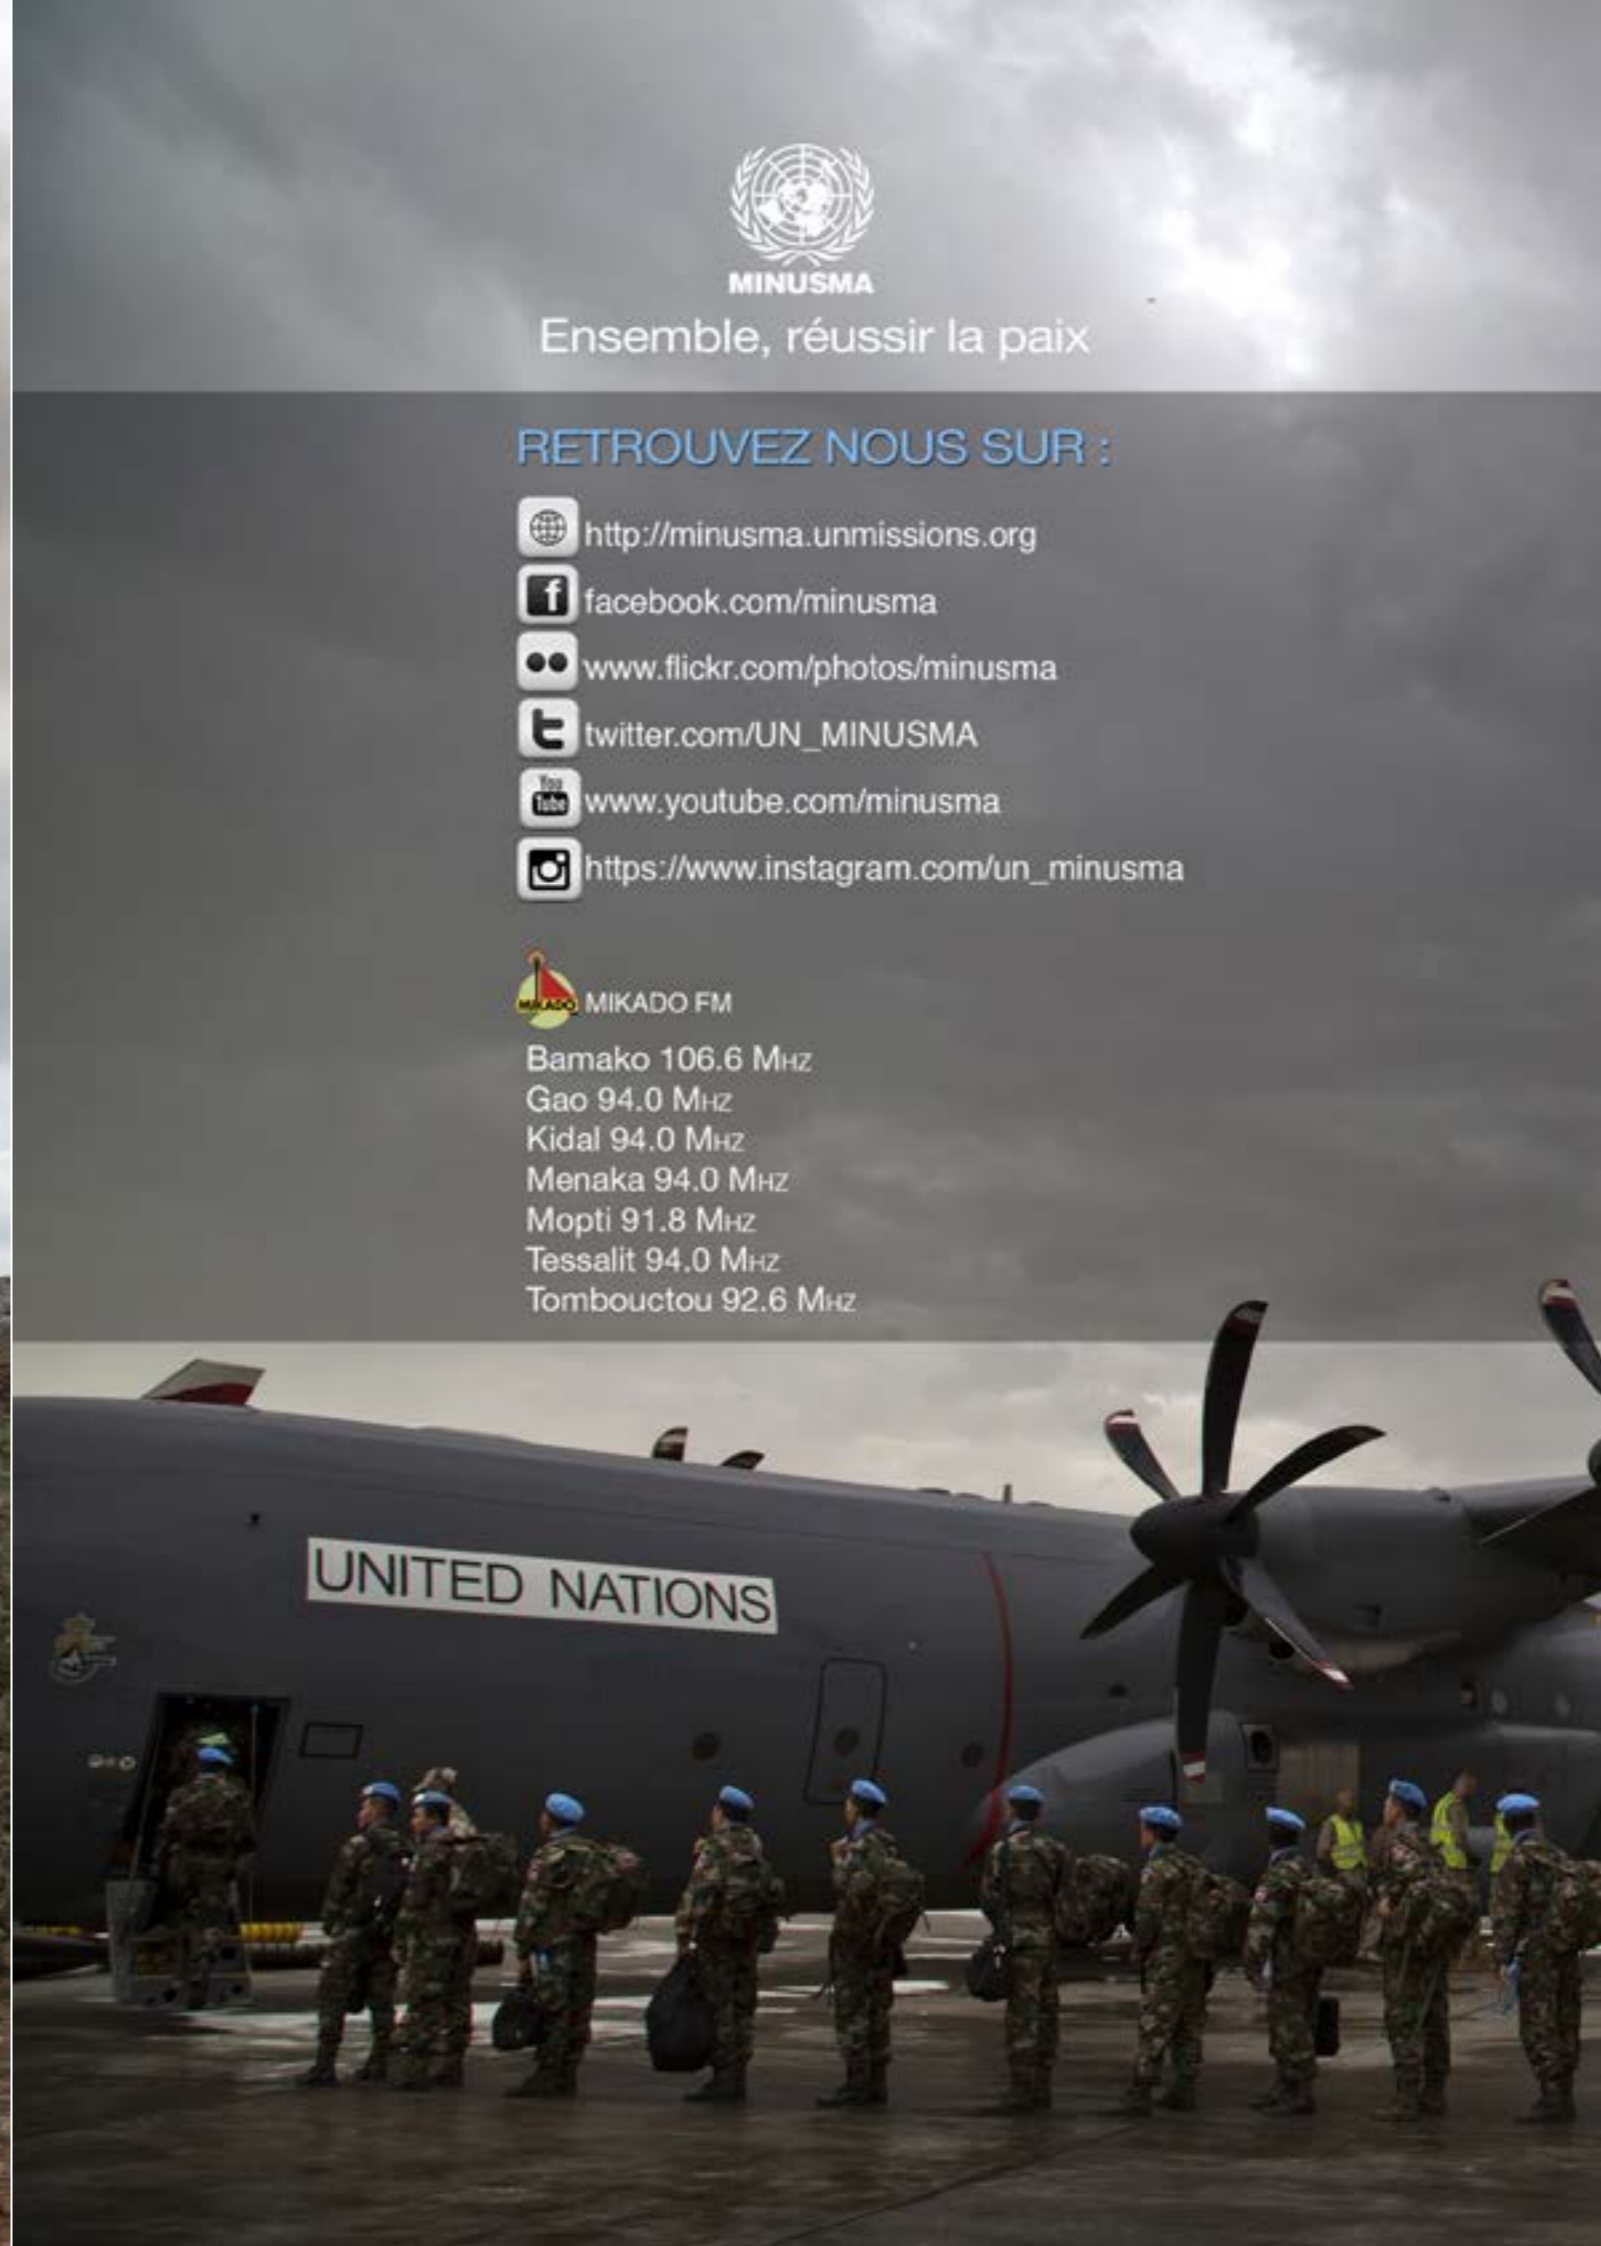 MINUSMA
Ensemble, réussir la paix
RETROUVEZ NOUS SUR :
http://minusma.unmissions.org
f facebook.com/minusma
www.flickr.com/photos/minusma
t twitter.com/UN_MINUSMA
You
Tube www.youtube.com/minusma
https://www.instagram.com/un_minusma
MIKADO MIKADO FM
Bamako 106.6 MHZ
Gao 94.0 MHZ
Kidal 94.0 MHZ
Menaka 94.0 MHZ
Mopti 91.8 MHZ
Tessalit 94.0 MHZ
Tombouctou 92.6 MHZ
UNITED NATIONS